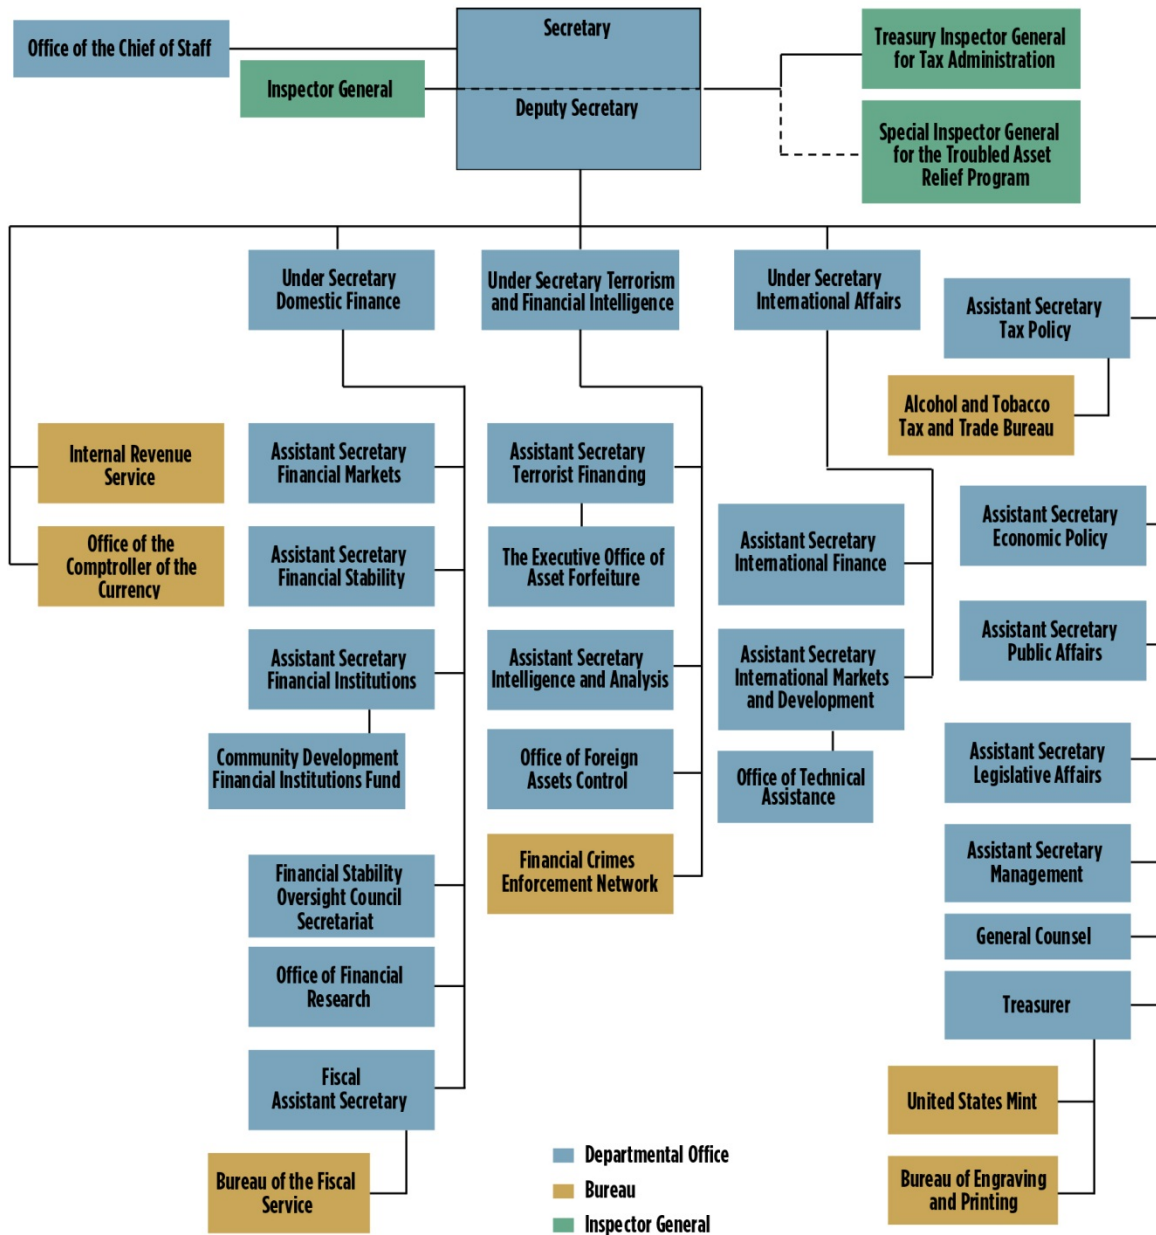 Office of the Chief of Staff
Secretary
Treasury Inspector General
for Tax Administration
Inspector General
Deputy Secretary
Special Inspector General
for the Troubled Asset
Relief Program
Under Secretary
Domestic Finance
Under Secretary Terrorism
and Financial Intelligence
Under Secretary
International Affairs
Assistant Secretary
Tax Policy
Alcohol and Tobacco
Tax and Trade Bureau
Internal Revenue
Service
Office of the
Comptroller of the
Currency
Assistant Secretary
Financial Markets
Assistant Secretary
Financial Stability
Assistant Secretary
Financial Institutions
Community Development
Financial Institutions Fund
Financial Stability
Oversight Council
Secretariat
Office of Financial
Research
Fiscal
Assistant Secretary
Bureau of the Fiscal
Service
Assistant Secretary
Terrorist Financing
The Executive Office of
Asset Forfeiture
Assistant Secretary
Intelligence and Analysis
Office of Foreign
Assets Control
Financial Crimes
Enforcement Network
Assistant Secretary
International Finance
Assistant Secretary
International Markets
and Development
Office of Technical
Assistance
Assistant Secretary
Economic Policy
Assistant Secretary
Public Affairs
Assistant Secretary
Legislative Affairs
Assistant Secretary
Management
General Counsel
Treasurer
United States Mint
Bureau of Engraving
and Printing
Departmental Office
Bureau
Inspector General